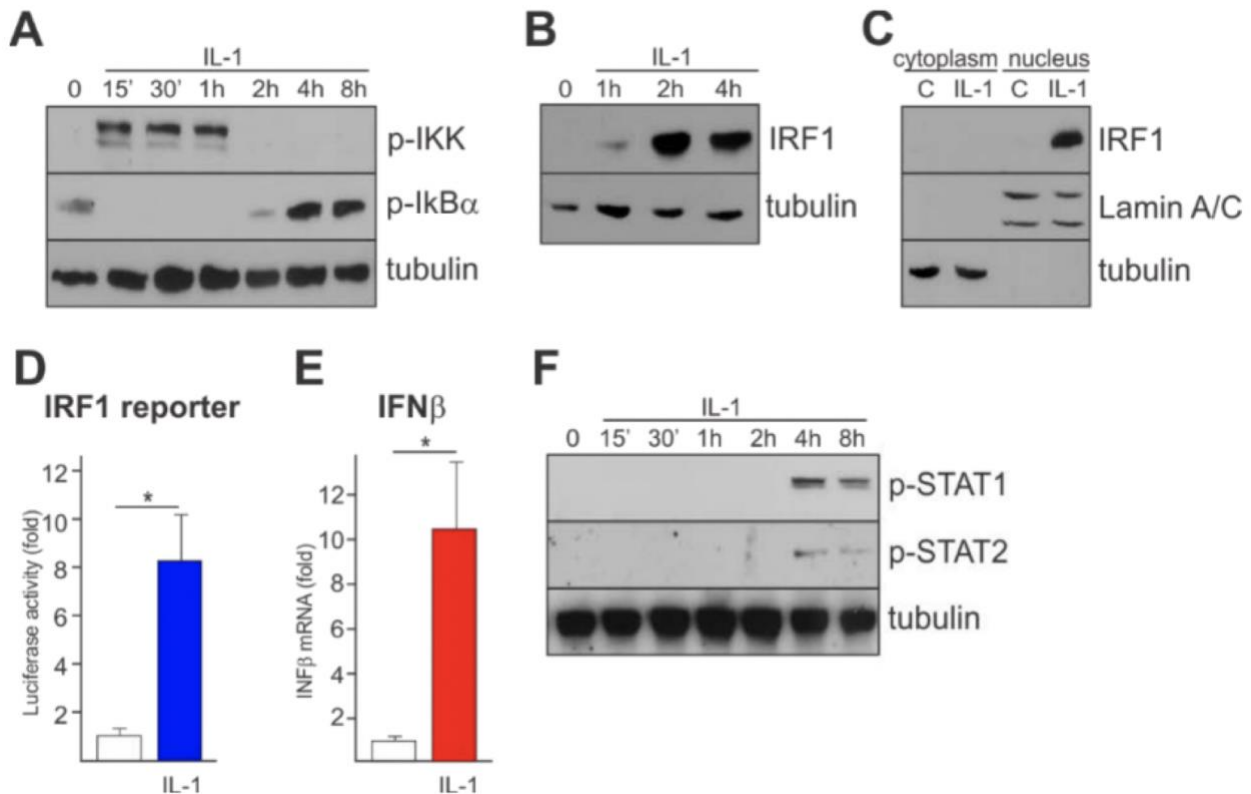 A
IL-1
0 15' 30' 1h 2h 4h 8h
p-IKK
p-IkBα
tubulin
B
IL-1
0 1h 2h 4h
IRF1
tubulin
C
cytoplasm nucleus
C IL-1 C IL-1
IRF1
Lamin A/C
tubulin
D
IRF1 reporter
Luciferase activity (fold)
12
10
8
6
4
2
*
IL-1
E
IFNβ
INFβ mRNA (fold)
12
10
8
6
4
2
*
IL-1
F
IL-1
0 15' 30' 1h 2h 4h 8h
p-STAT1
p-STAT2
tubulin